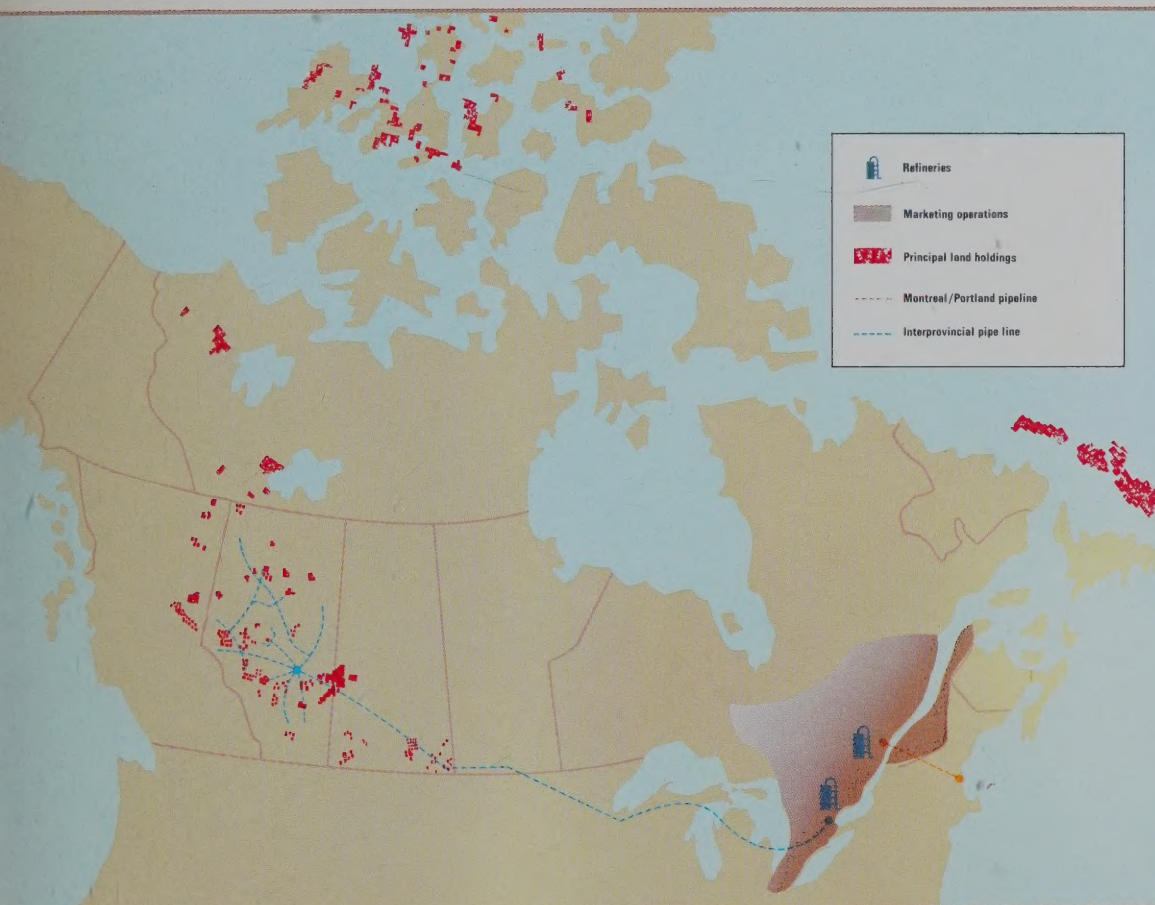 Refineries
Marketing operations
Principal land holdings
Montreal/Portland pipeline
Interprovincial pipe line